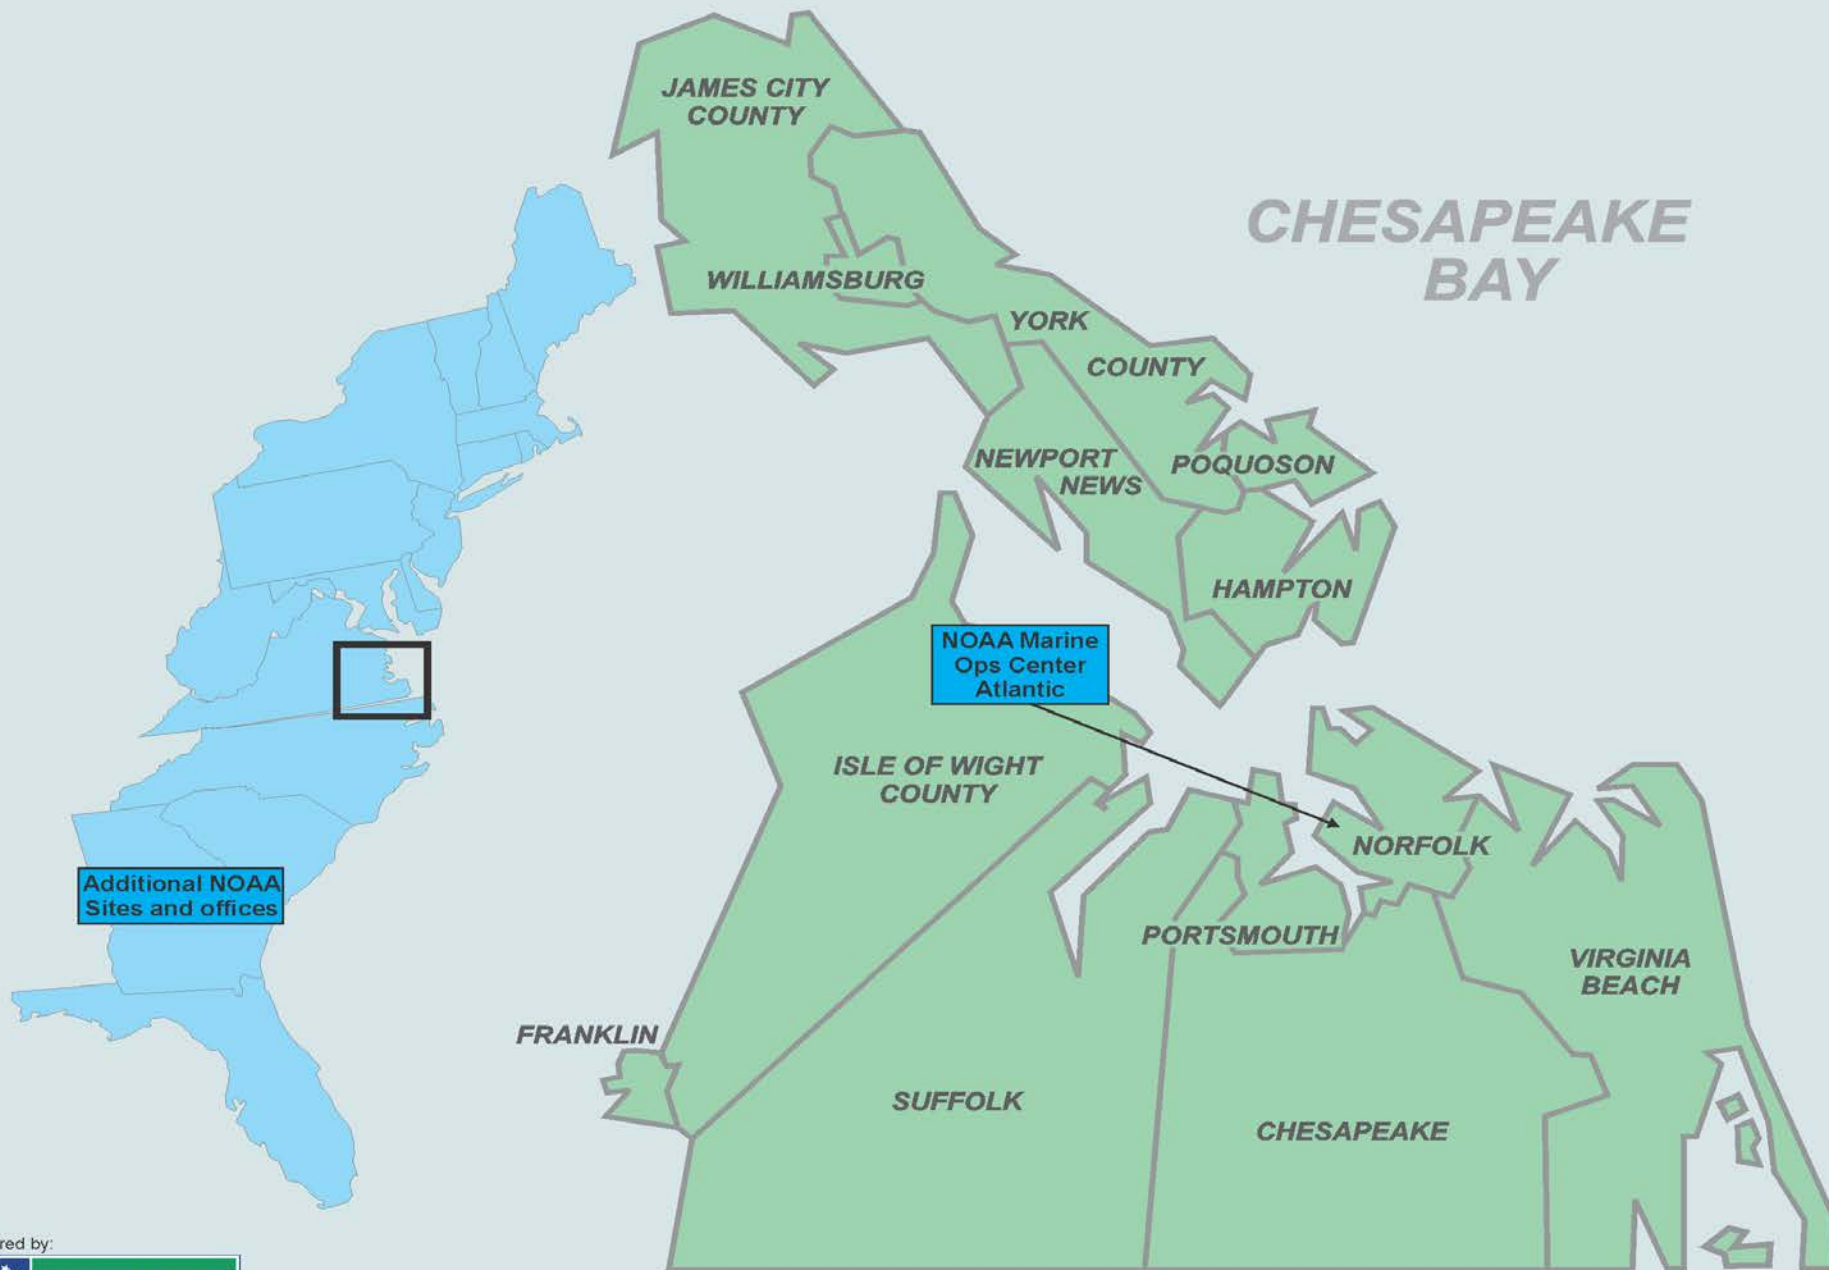 JAMES CITY
COUNTY
CHESAPEAKE
BAY
WILLIAMSBURG
YORK
COUNTY
NEWPORT
NEWS
POQUOSON
HAMPTON
NOAA Marine
Ops Center
Atlantic
ISLE OF WIGHT
COUNTY
NORFOLK
Additional NOAA
Sites and offices
PORTSMOUTH
VIRGINIA
BEACH
FRANKLIN
SUFFOLK
CHESAPEAKE
red by: